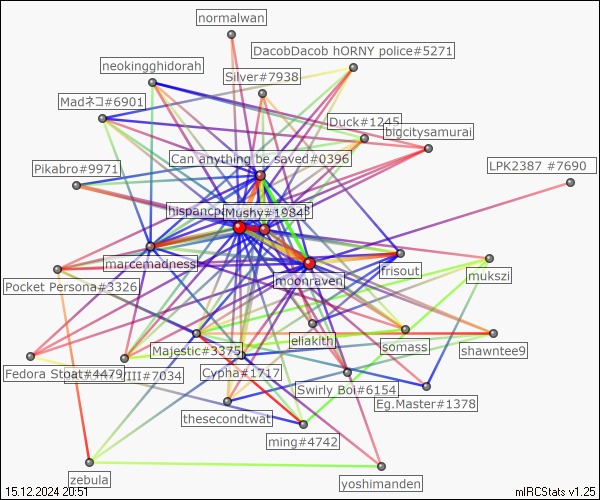 normalwan
DacobDacob hORNY police#5271
neokingghidorah
Silver#7938
Madネコ#6901
Duck#1245
bigcitysamurai
Can anything be saved#0396
Pikabro#9971
LPK2387 #7690
Mushy#1984
marcemadness
frisout
moonraven
mukszi
Pocket Persona#3326
eliakith
Majestic#3375
somass
shawntee9
Fedora Stoat#4479
#7034
Cypha#1717
Swirly Boi#6154
Eg.Master#1378
thesecondtwat
ming#4742
zebula
yoshimanden
15.12.2024 20:51
mIRCStats v1.25